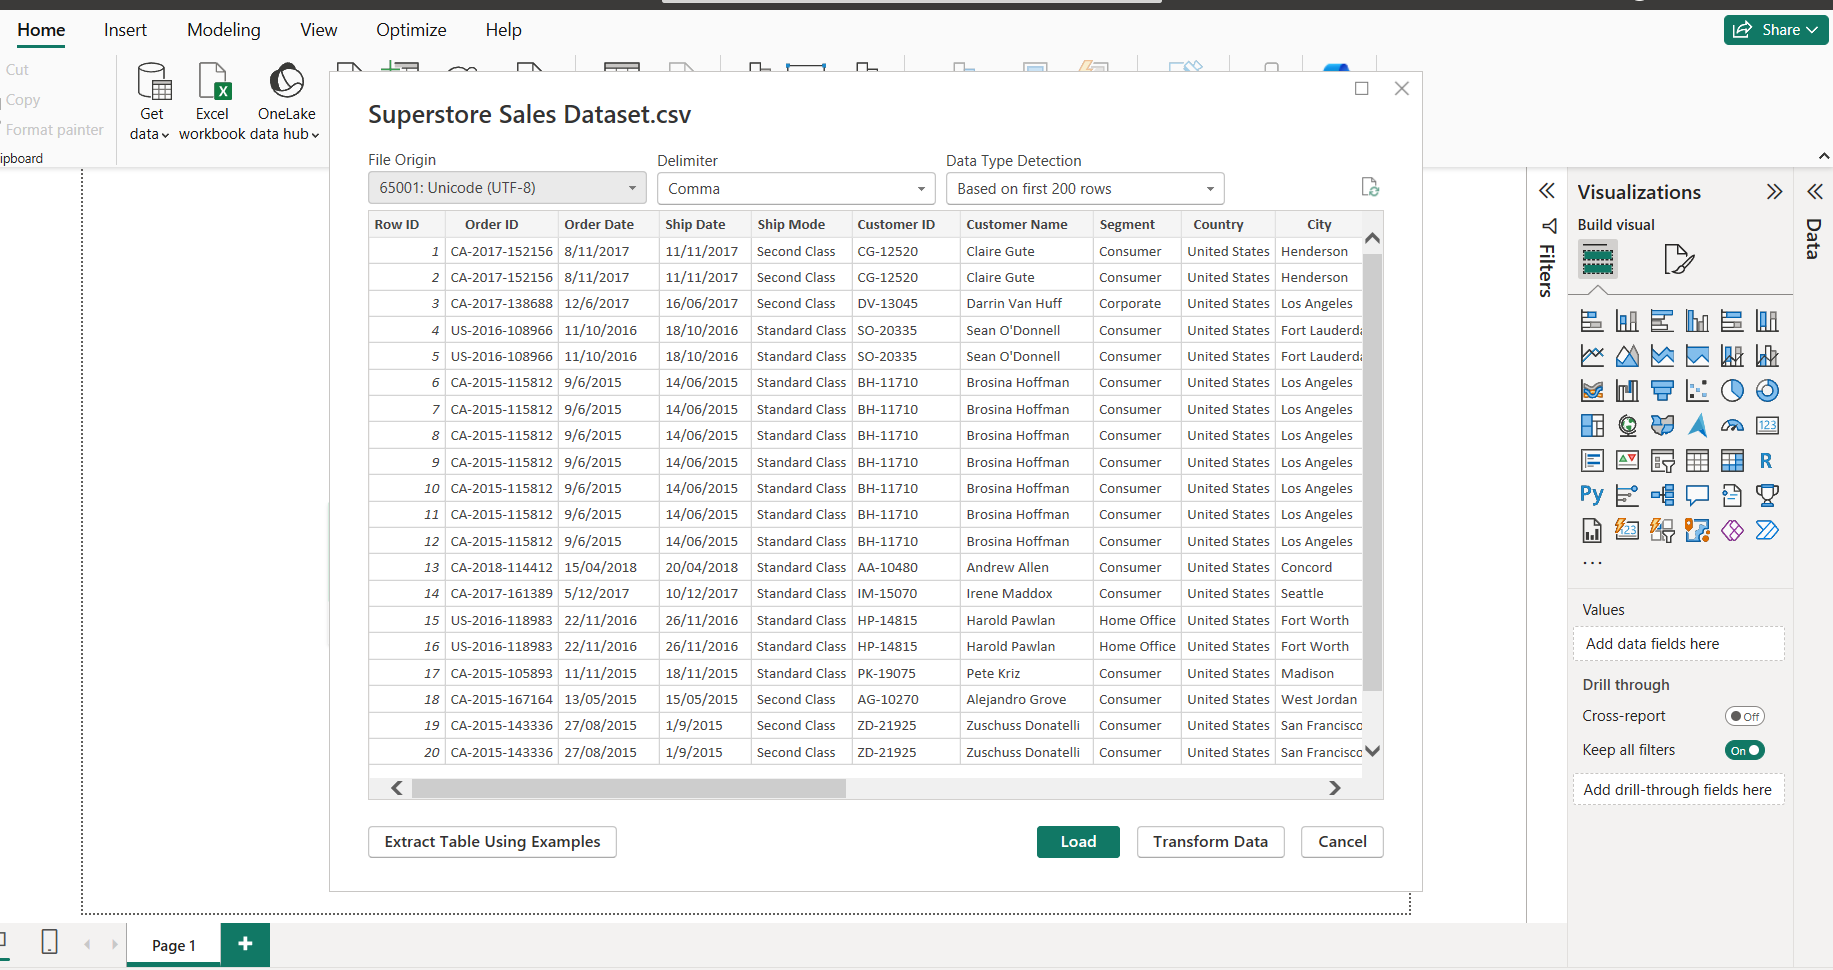 Home Insert Modeling View Optimize Help
Share
Cut
Copy
Format painter
ipboard
Get data
Excel workbook
OneLake data hub
Superstore Sales Dataset.csv
File Origin Delimiter Data Type Detection
65001: Unicode (UTF-8) Comma Based on first 200 rows
Row ID Order ID Order Date Ship Date Ship Mode Customer ID Customer Name Segment Country City
1 CA-2017-152156 8/11/2017 11/11/2017 Second Class CG-12520 Claire Gute Consumer United States Henderson
2 CA-2017-152156 8/11/2017 11/11/2017 Second Class CG-12520 Claire Gute Consumer United States Henderson
3 CA-2017-138688 12/6/2017 16/06/2017 Second Class DV-13045 Darrin Van Huff Corporate United States Los Angeles
4 US-2016-108966 11/10/2016 18/10/2016 Standard Class SO-20335 Sean O'Donnell Consumer United States Fort Lauderda
5 US-2016-108966 11/10/2016 18/10/2016 Standard Class SO-20335 Sean O'Donnell Consumer United States Fort Lauderda
6 CA-2015-115812 9/6/2015 14/06/2015 Standard Class BH-11710 Brosina Hoffman Consumer United States Los Angeles
7 CA-2015-115812 9/6/2015 14/06/2015 Standard Class BH-11710 Brosina Hoffman Consumer United States Los Angeles
8 CA-2015-115812 9/6/2015 14/06/2015 Standard Class BH-11710 Brosina Hoffman Consumer United States Los Angeles
9 CA-2015-115812 9/6/2015 14/06/2015 Standard Class BH-11710 Brosina Hoffman Consumer United States Los Angeles
10 CA-2015-115812 9/6/2015 14/06/2015 Standard Class BH-11710 Brosina Hoffman Consumer United States Los Angeles
11 CA-2015-115812 9/6/2015 14/06/2015 Standard Class BH-11710 Brosina Hoffman Consumer United States Los Angeles
12 CA-2015-115812 9/6/2015 14/06/2015 Standard Class BH-11710 Brosina Hoffman Consumer United States Los Angeles
13 CA-2018-114412 15/04/2018 20/04/2018 Standard Class AA-10480 Andrew Allen Consumer United States Concord
14 CA-2017-161389 5/12/2017 10/12/2017 Standard Class IM-15070 Irene Maddox Consumer United States Seattle
15 US-2016-118983 22/11/2016 26/11/2016 Standard Class HP-14815 Harold Pawlan Home Office United States Fort Worth
16 US-2016-118983 22/11/2016 26/11/2016 Standard Class HP-14815 Harold Pawlan Home Office United States Fort Worth
17 CA-2015-105893 11/11/2015 18/11/2015 Standard Class PK-19075 Pete Kriz Consumer United States Madison
18 CA-2015-167164 13/05/2015 15/05/2015 Second Class AG-10270 Alejandro Grove Consumer United States West Jordan
19 CA-2015-143336 27/08/2015 1/9/2015 Second Class ZD-21925 Zuschuss Donatelli Consumer United States San Francisco
20 CA-2015-143336 27/08/2015 1/9/2015 Second Class ZD-21925 Zuschuss Donatelli Consumer United States San Francisco
Extract Table Using Examples Load Transform Data Cancel
Filters
Visualizations
Build visual
123
R
Py
123
...
Values
Add data fields here
Drill through
Cross-report Off
Keep all filters On
Add drill-through fields here
Data
Page 1 +